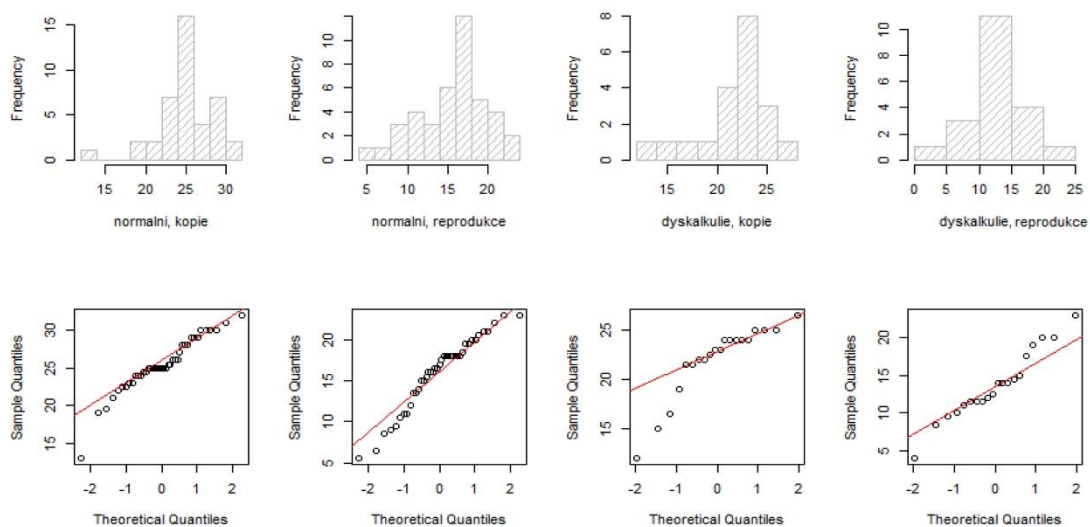 Frequency
0 5 10 15
15 20 25 30
normalni, kopie
Frequency
0 2 4 6 8 10
5 10 15 20
normalni, reprodukce
Frequency
0 2 4 6 8
15 20 25
dyskalkulie, kopie
Frequency
0 2 4 6 8 10
0 5 10 15 20 25
dyskalkulie, reprodukce
Sample Quantiles
15 20 25 30
-2 -1 0 1 2
Theoretical Quantiles
Sample Quantiles
5 10 15 20
-2 -1 0 1 2
Theoretical Quantiles
Sample Quantiles
15 20 25
-2 -1 0 1 2
Theoretical Quantiles
Sample Quantiles
5 10 15 20
-2 -1 0 1 2
Theoretical Quantiles